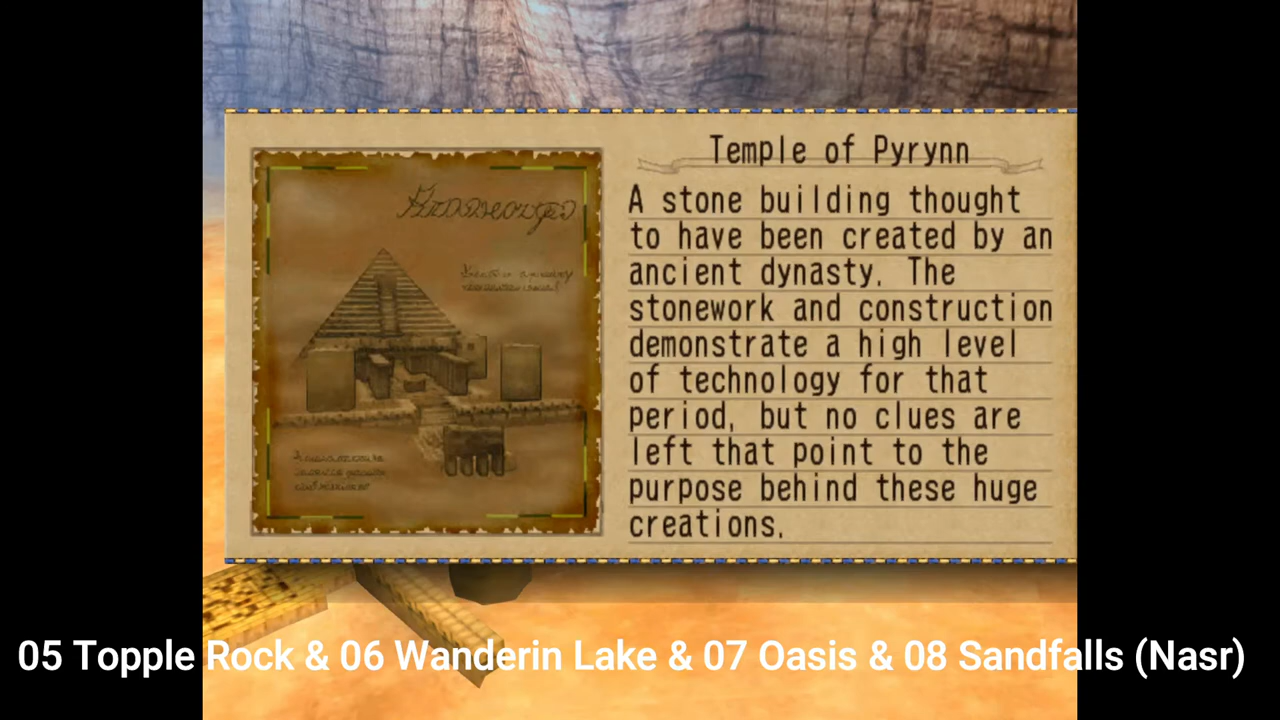 Temple of Pyrynn
A stone building thought
to have been created by an
ancient dynasty. The
stonework and construction
demonstrate a high level
of technology for that
period, but no clues are
left that point to the
purpose behind these huge
creations.
05 Topple Rock & 06 Wanderin Lake & 07 Oasis & 08 Sandfalls (Nasr)